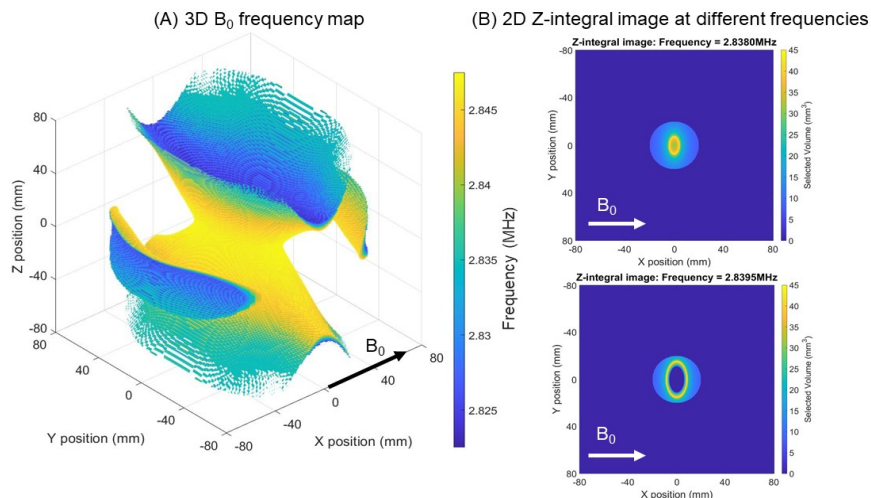 (A) 3D B₀ frequency map
(B) 2D Z-integral image at different frequencies
80
60
40
20
0
-20
-40
-60
-80
Z position (mm)
80
40
0
-40
-80
Y position (mm)
-80
-40
0
40
80
X position (mm)
B₀
2.845
2.84
2.835
2.83
2.825
Frequency (MHz)
Z-integral image: Frequency = 2.8380MHz
-80
-40
0
40
80
Y position (mm)
B₀
-80 -40 0 40 80
X position (mm)
45
40
35
30
25
20
15
10
5
0
Selected Volume (mm³)
Z-integral image: Frequency = 2.8395MHz
-80
-40
0
40
80
Y position (mm)
B₀
-80 -40 0 40 80
X position (mm)
45
40
35
30
25
20
15
10
5
0
Selected Volume (mm³)